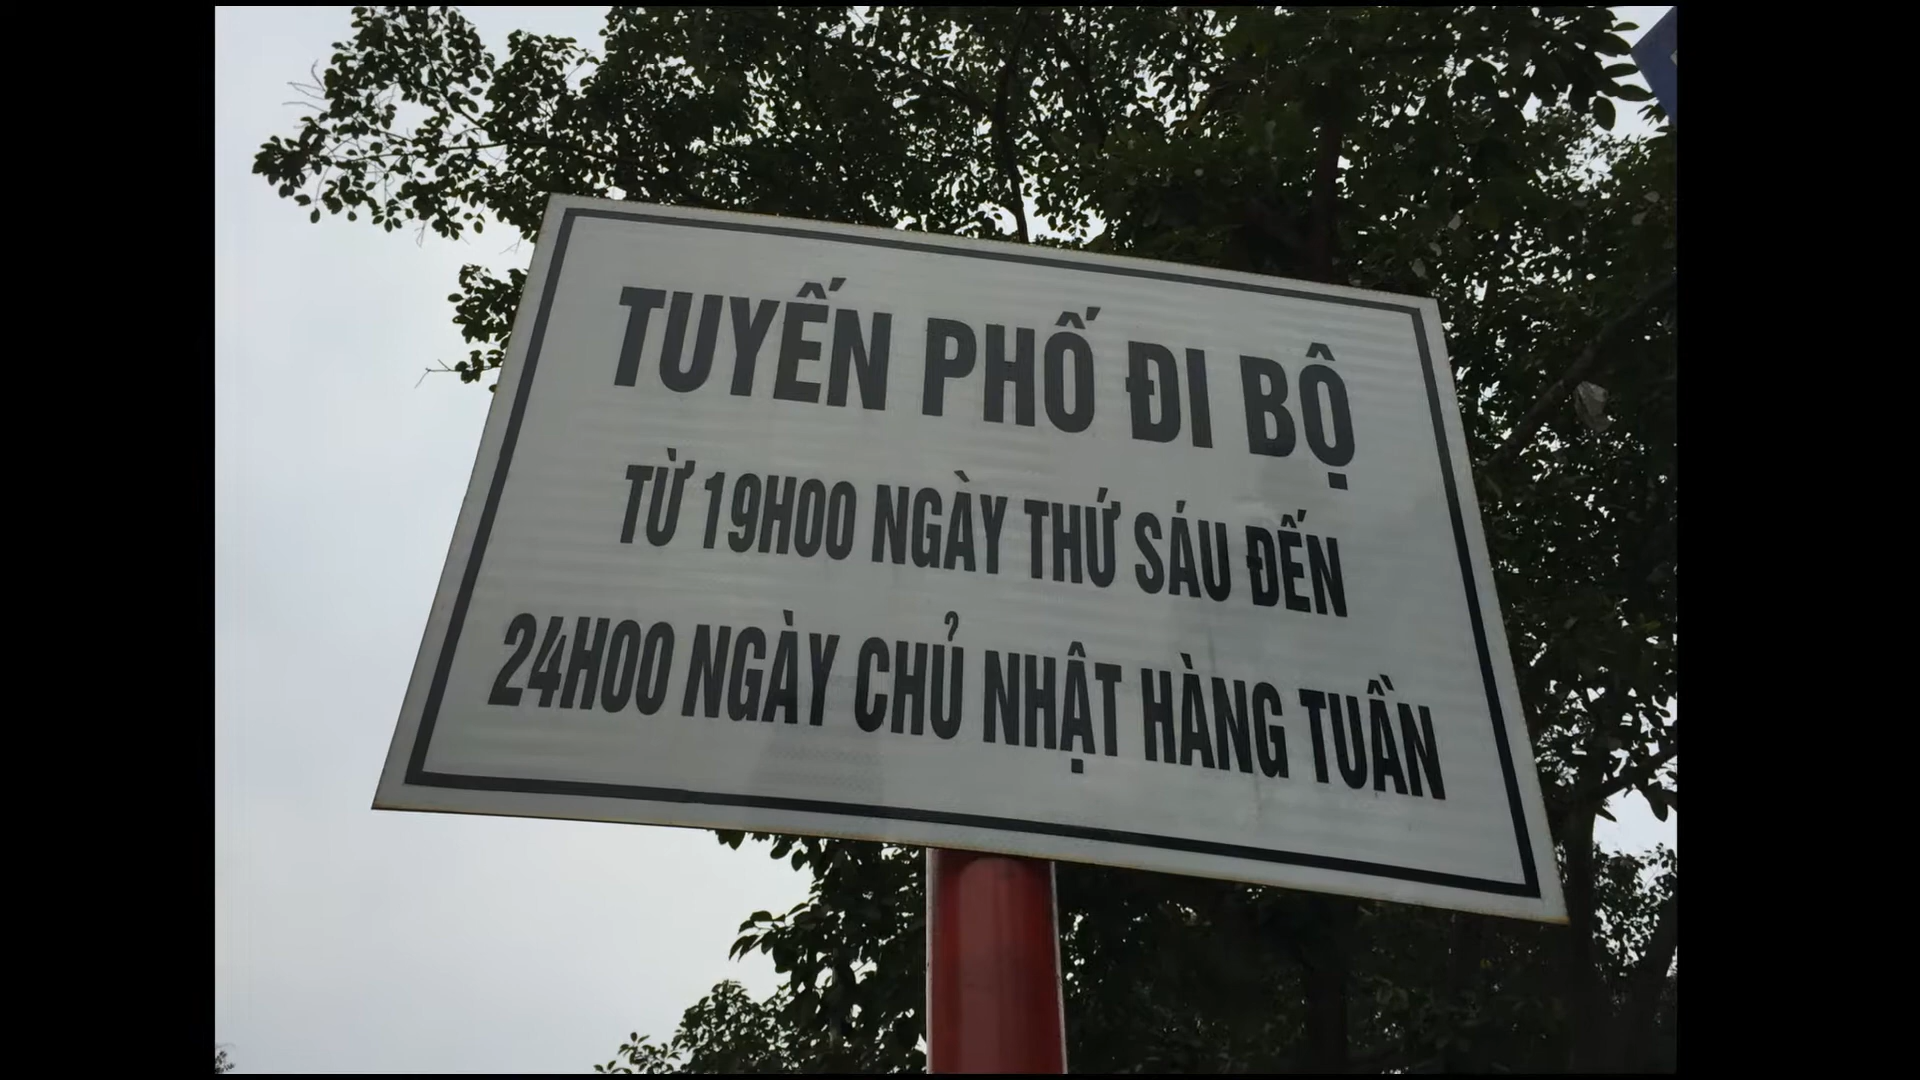 TUYẾN PHỐ ĐI BỘ
TỪ 19H00 NGÀY THỨ SÁU ĐẾN
24H00 NGÀY CHỦ NHẬT HÀNG TUẦN